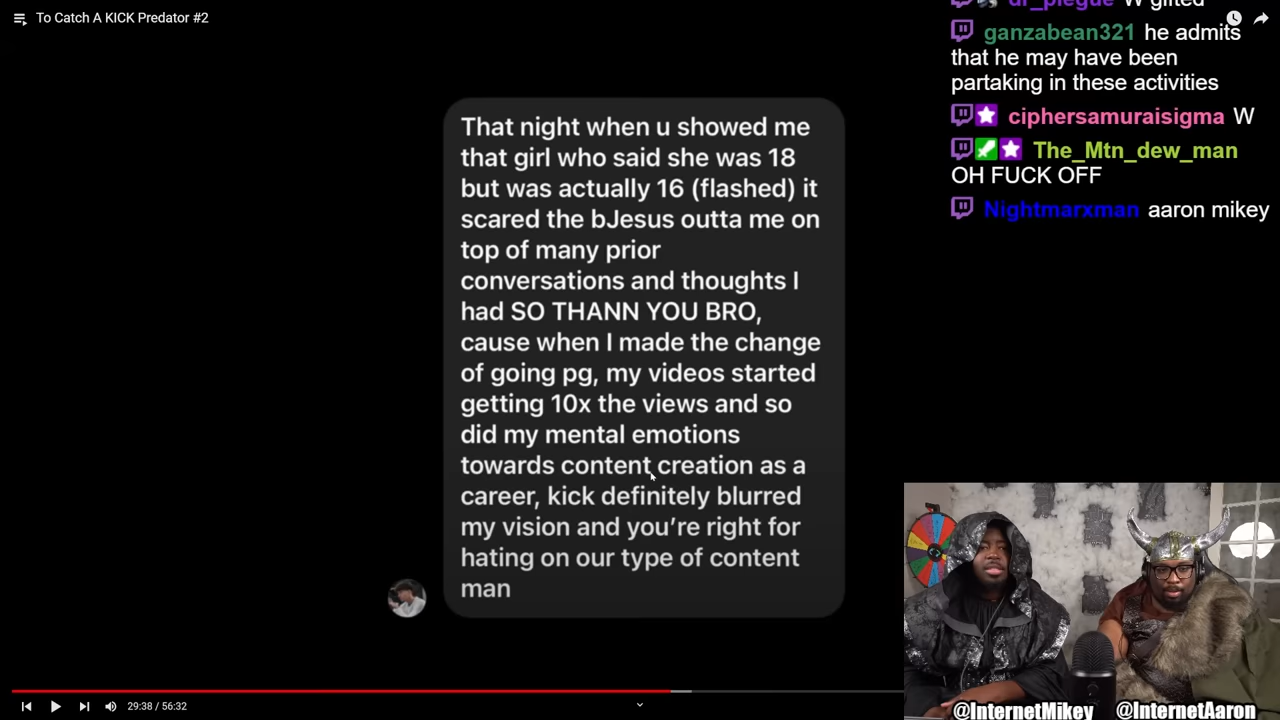 To Catch A KICK Predator #2
That night when u showed me
that girl who said she was 18
but was actually 16 (flashed) it
scared the bJesus outta me on
top of many prior
conversations and thoughts I
had SO THANN YOU BRO,
cause when I made the change
of going pg, my videos started
getting 10x the views and so
did my mental emotions
towards content creation as a
career, kick definitely blurred
my vision and you’re right for
hating on our type of content
man
dr_plegue W gifted
ganzabean321 he admits
that he may have been
partaking in these activities
ciphersamuraisigma W
The_Mtn_dew_man
OH FUCK OFF
Nightmarxman aaron mikey
29:38 / 56:32
@InternetMikey @InternetAaron